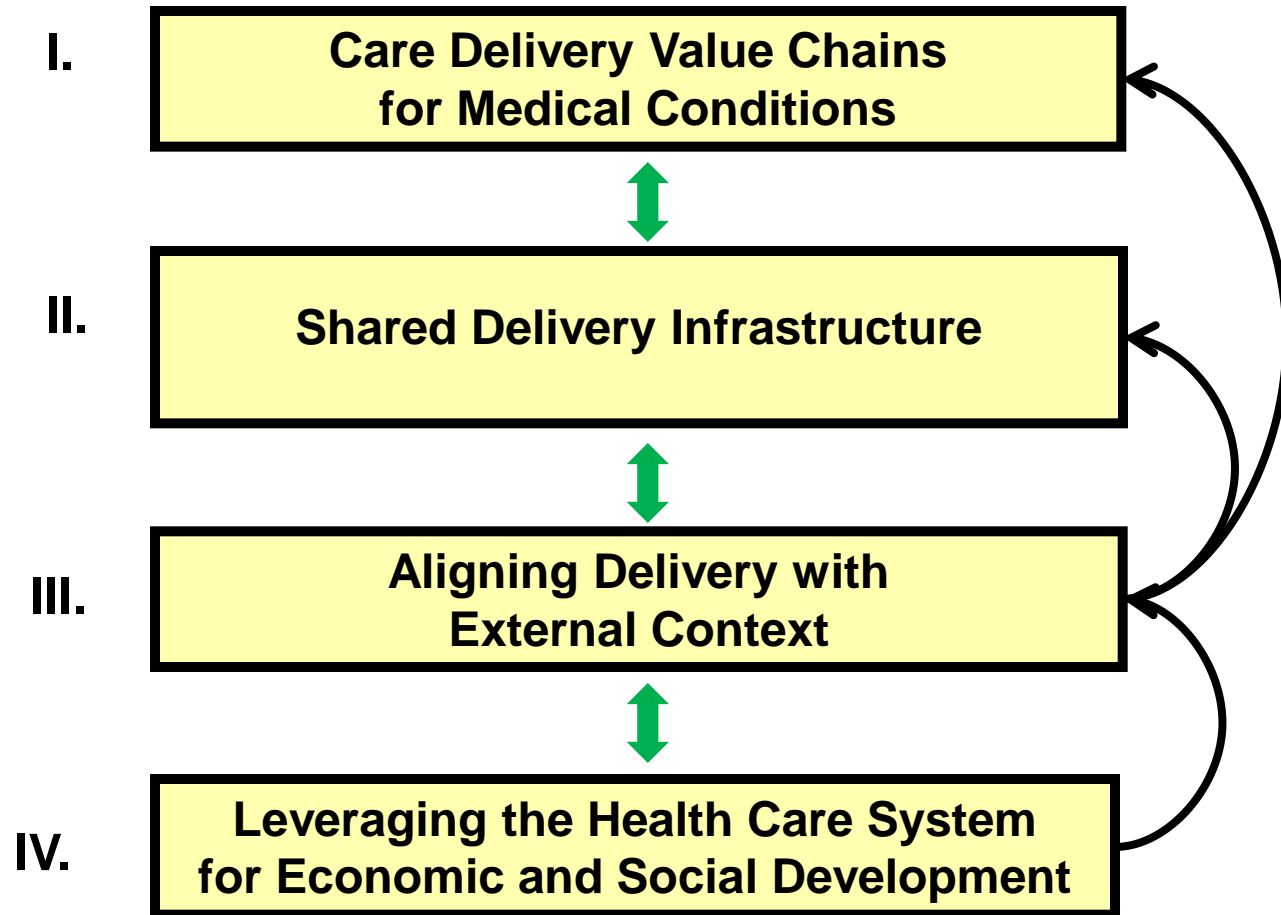 I.
Care Delivery Value Chains
for Medical Conditions
II.
Shared Delivery Infrastructure
III.
Aligning Delivery with
External Context
IV.
Leveraging the Health Care System
for Economic and Social Development